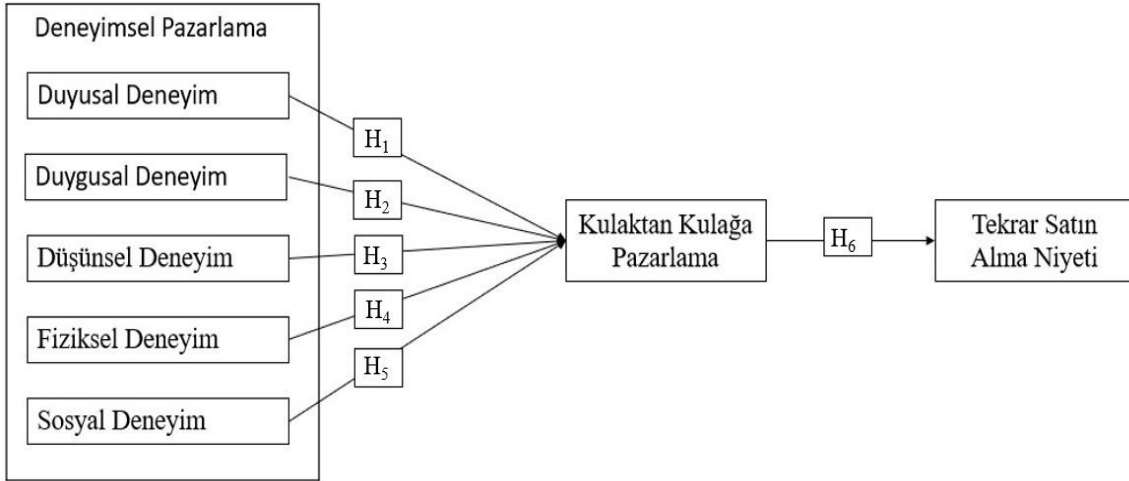 Deneyimsel Pazarlama
Duyusal Deneyim
Duygusal Deneyim
Düşünsel Deneyim
Fiziksel Deneyim
Sosyal Deneyim
H₁
H₂
H₃
H₄
H₅
Kulaktan Kulağa
Pazarlama
H₆
Tekrar Satın
Alma Niyeti